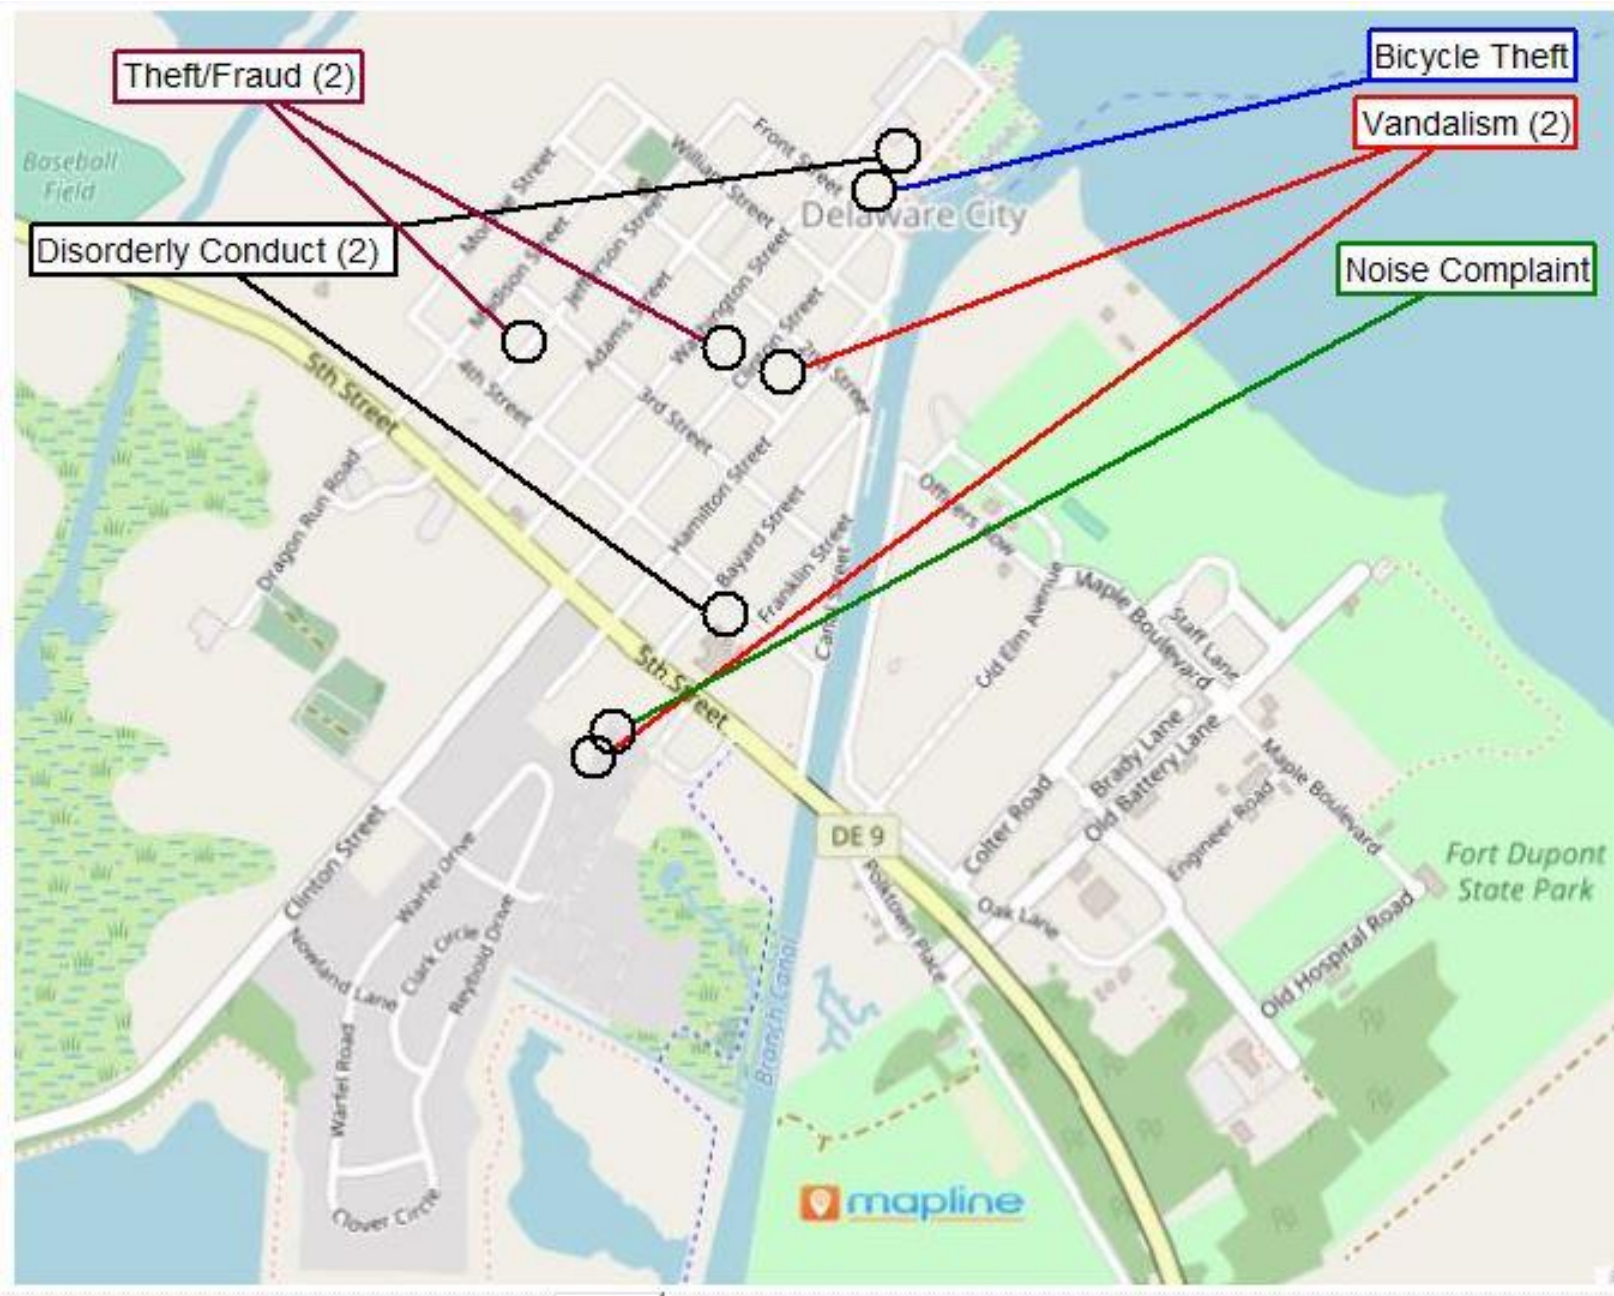 Theft/Fraud (2)
Bicycle Theft
Vandalism (2)
Front Street
Baseball
Field
Willard Street
Monroe Street
Delaware City
Disorderly Conduct (2)
Madison Street
Jefferson Street
Washington Street
Noise Complaint
Adams Street
Clinton Street
2nd Street
5th Street
4th Street
3rd Street
Hamilton Street
Dragon Run Road
Officers Row
Bayard Street
Franklin Street
Canal Street
Old Elm Avenue
Maple Boulevard
Staff Lane
5th Street
Brady Lane
Old Battery Lane
Maple Boulevard
Colter Road
Engineer Road
DE 9
Clinton Street
Warfel Drive
Polktown Place
Fort Dupont
State Park
Oak Lane
Nowland Lane
Clark Circle
Reybold Drive
Old Hospital Road
Branch Canal
Warfel Road
Clover Circle
mapline